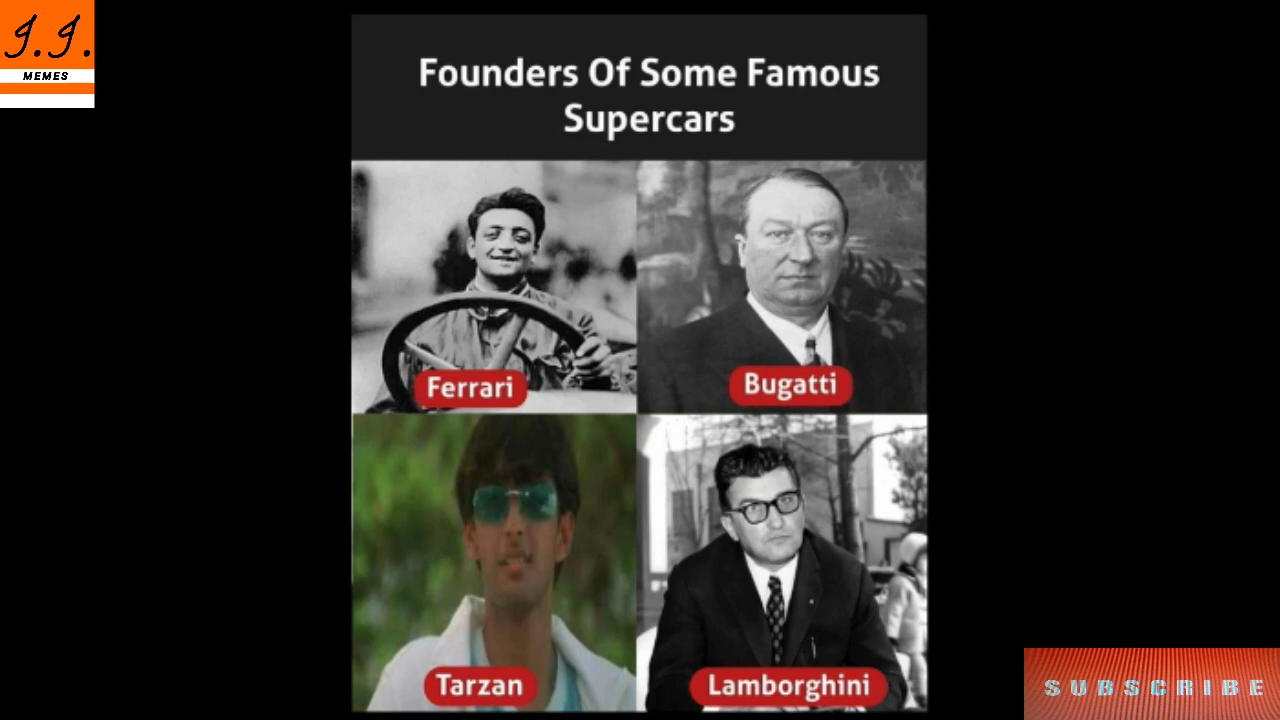 J.J.
MEMES
Founders Of Some Famous
Supercars
Ferrari
Bugatti
Tarzan
Lamborghini
SUBSCRIBE